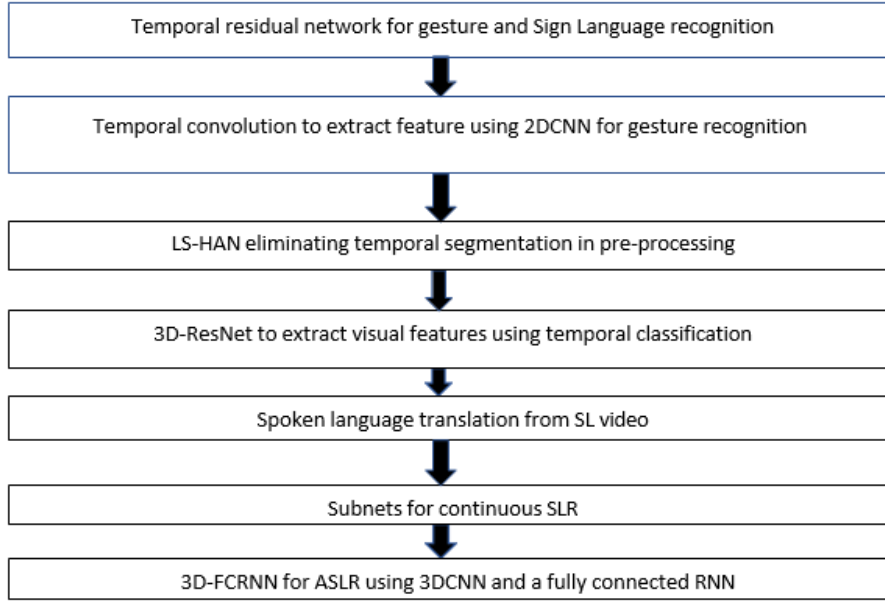 Temporal residual network for gesture and Sign Language recognition
Temporal convolution to extract feature using 2DCNN for gesture recognition
LS-HAN eliminating temporal segmentation in pre-processing
3D-ResNet to extract visual features using temporal classification
Spoken language translation from SL video
Subnets for continuous SLR
3D-FCRNN for ASLR using 3DCNN and a fully connected RNN